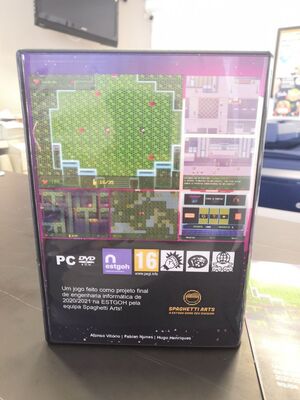 PC DVD
estgoh
16
www.pegi.info
Um jogo feito como projeto final
de engenharia informática de
2020/2021 na ESTGOH pela
equipa Spaghetti Arts!
SPAGHETTI ARTS
Afonso Vitório | Fabian Nunes | Hugo Henriques